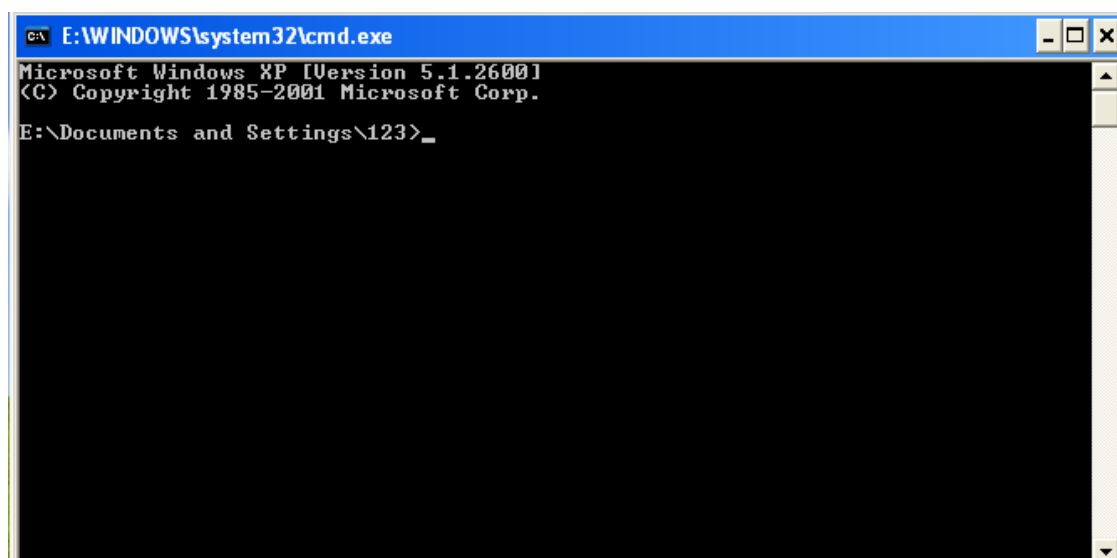 E:\WINDOWS\system32\cmd.exe
Microsoft Windows XP [Version 5.1.2600]
(C) Copyright 1985-2001 Microsoft Corp.
E:\Documents and Settings\123>_